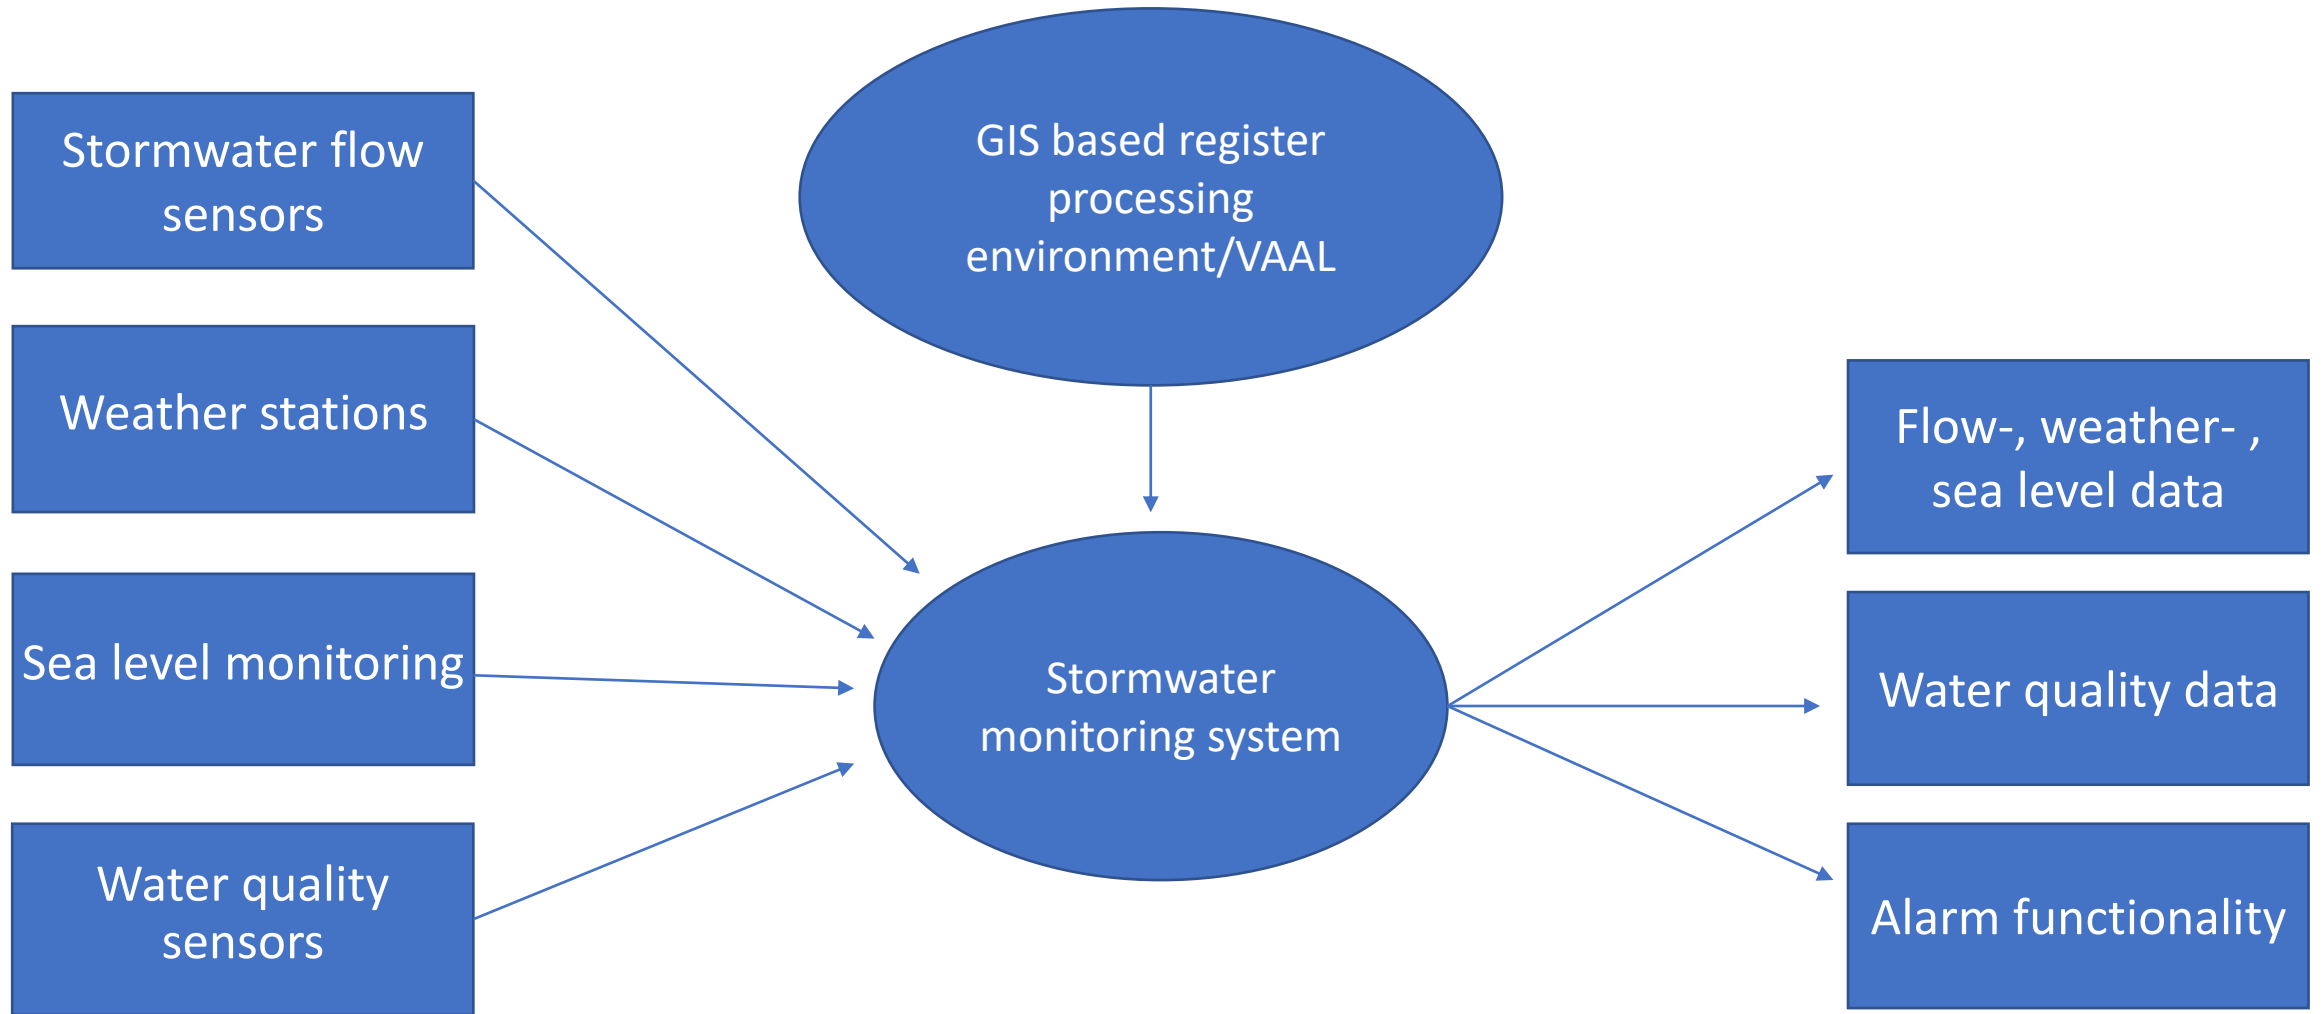 Stormwater flow
sensors
Weather stations
Sea level monitoring
Water quality
sensors
GIS based register
processing
environment/VAAL
Stormwater
monitoring system
Flow-, weather- ,
sea level data
Water quality data
Alarm functionality